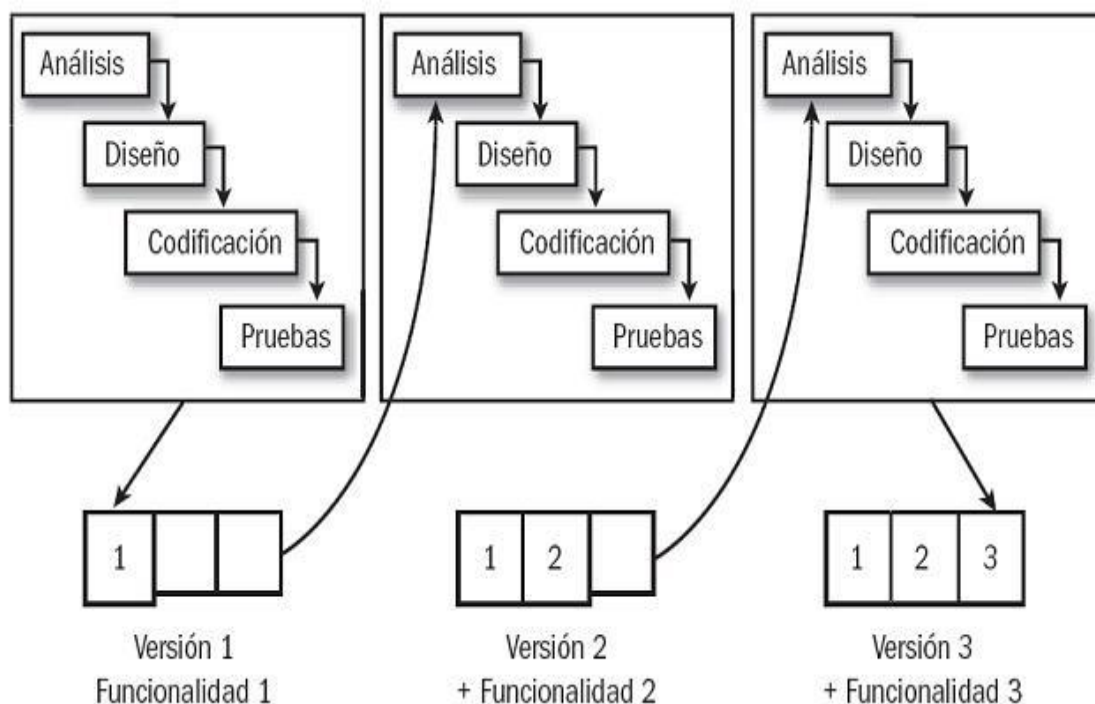 Análisis
Diseño
Codificación
Pruebas
Análisis
Diseño
Codificación
Pruebas
Análisis
Diseño
Codificación
Pruebas
1
1 2
1 2 3
Versión 1
Funcionalidad 1
Versión 2
+ Funcionalidad 2
Versión 3
+ Funcionalidad 3